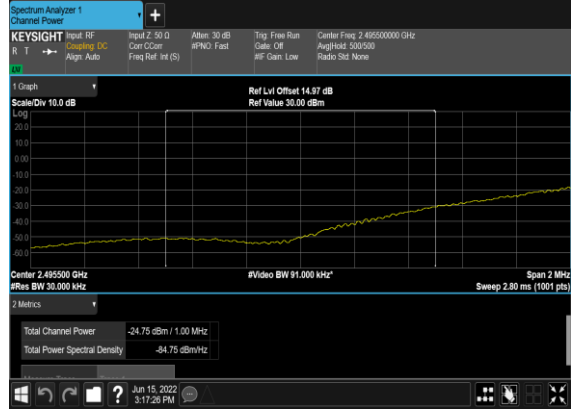 Spectrum Analyzer 1
Channel Power
+
KEYSIGHT Input: RF Input Z: 50 Ω Atten: 30 dB Trig: Free Run Center Freq: 2.495500000 GHz
R T Coupling: DC Corr CCorr #PNO: Fast Gate: Off Avg|Hold: 500/500
Align: Auto Freq Ref: Int (S) #IF Gain: Low Radio Std: None
1 Graph
Ref Lvl Offset 14.97 dB
Scale/Div 10.0 dB Ref Value 30.00 dBm
Log
20.0
10.0
0.00
-10.0
-20.0
-30.0
-40.0
-50.0
-60.0
Center 2.495500 GHz #Video BW 91.000 kHz* Span 2 MHz
#Res BW 30.000 kHz Sweep 2.80 ms (1001 pts)
2 Metrics
Total Channel Power -24.75 dBm / 1.00 MHz
Total Power Spectral Density -84.75 dBm/Hz
?
Jun 15, 2022
3:17:26 PM